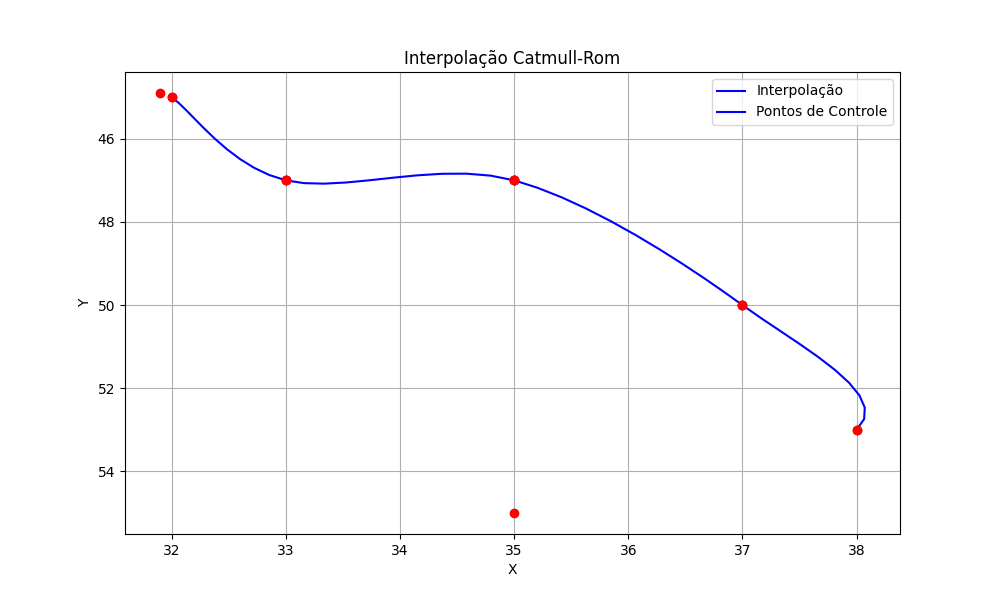 Interpolação Catmull-Rom
Interpolação
Pontos de Controle
46
48
50
52
54
Y
32 33 34 35 36 37 38
X